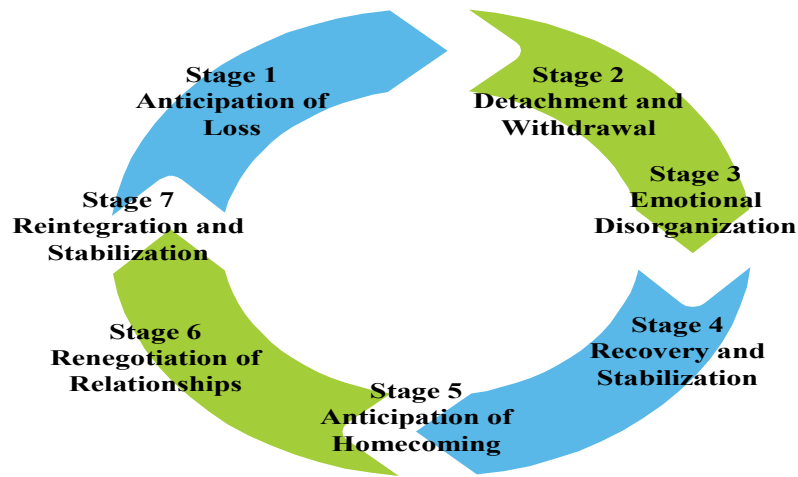 Stage 1
Anticipation of
Loss
Stage 2
Detachment and
Withdrawal
Stage 3
Emotional
Disorganization
Stage 4
Recovery and
Stabilization
Stage 5
Anticipation of
Homecoming
Stage 6
Renegotiation of
Relationships
Stage 7
Reintegration and
Stabilization